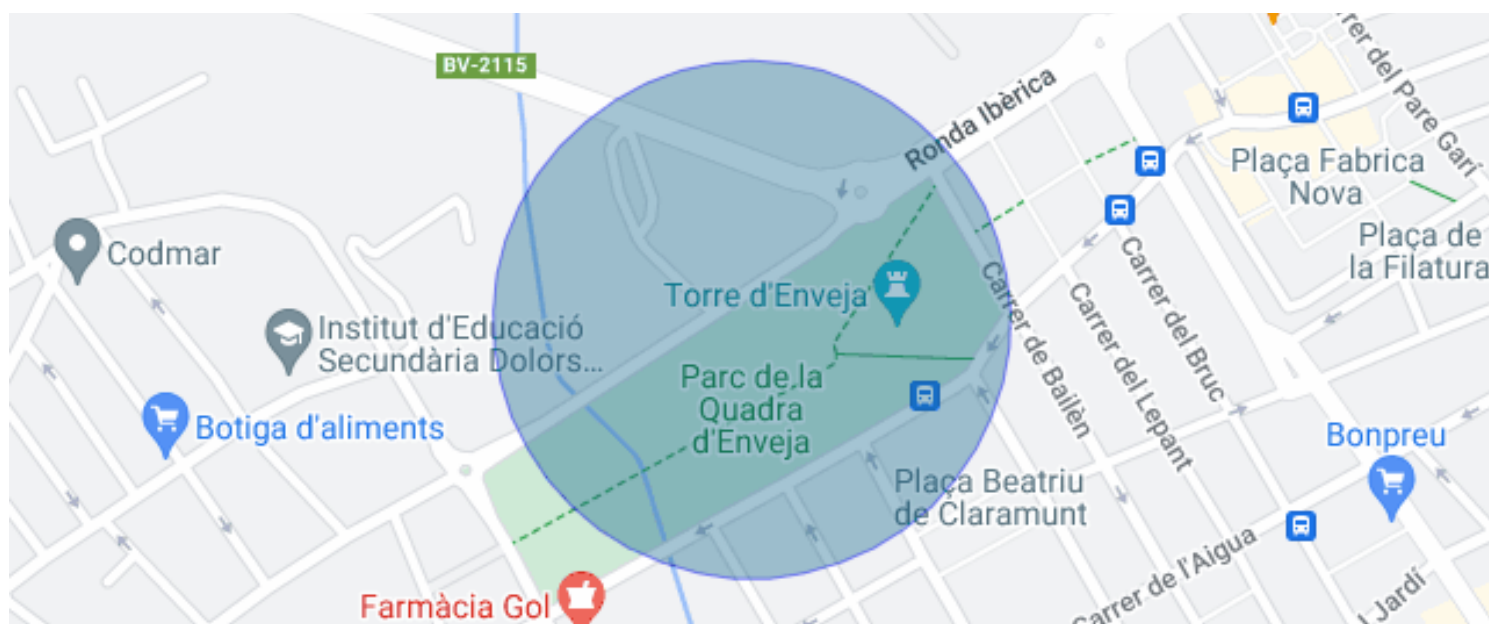 BV-2115
Ronda Ibèrica
Carrer del Pare Garí
Plaça Fabrica
Nova
Plaça de
la Filatura
Codmar
Torre d'Enveja
Carrer de Bailèn
Carrer del Lepant
Carrer del Bruc
Institut d'Educació
Secundària Dolors...
Parc de la
Quadra
d'Enveja
Botiga d'aliments
Bonpreu
Plaça Beatriu
de Claramunt
Carrer de l'Aigua
Jardí
Farmàcia Gol